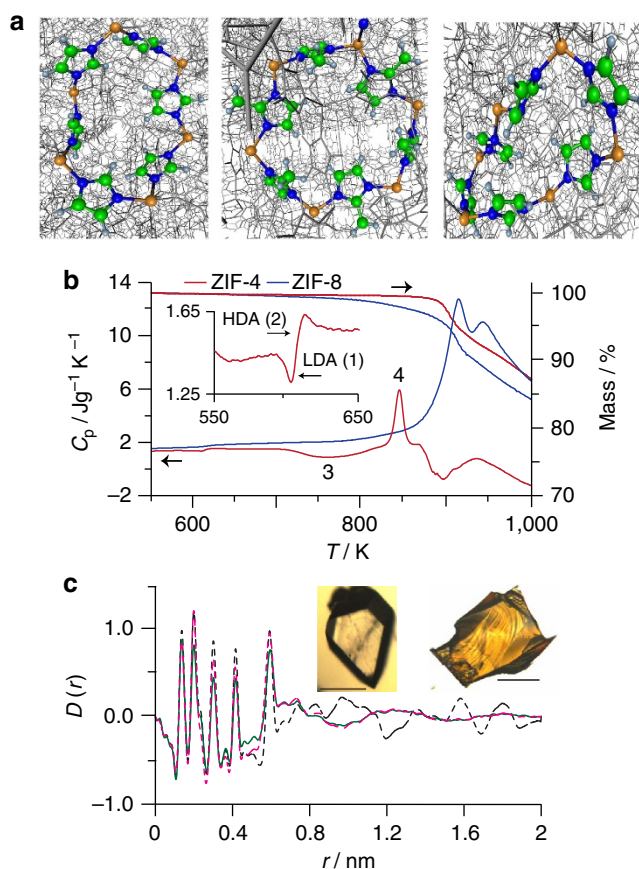 a
b
ZIF-4 ZIF-8
14
10
6
2
−2
C_p / Jg⁻¹ K⁻¹
1.65
HDA (2)
LDA (1)
1.25
550 650
3
4
100
95
90
85
80
75
70
Mass / %
600 800 1,000
T / K
c
1.0
0.0
−1.0
D(r)
0 0.4 0.8 1.2 1.6 2
r / nm